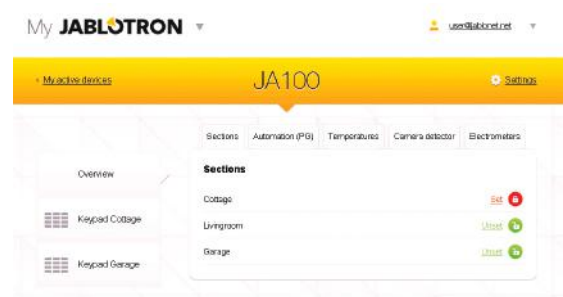 My JABLOTRON
user@jablonet.net
My active devices
JA100
Settings
Sections Automation (PG) Temperatures Camera detector Electrometers
Overview
Sections
Cottage Set
Keypad Cottage
Livingroom Unset
Garage Unset
Keypad Garage